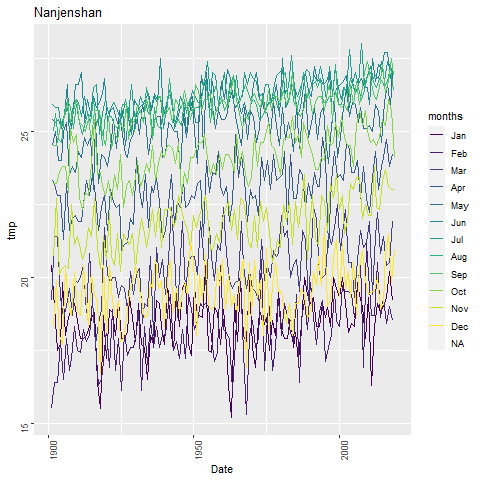 Nanjenshan
tmp
25
20
15
1900
1950
2000
Date
months
Jan
Feb
Mar
Apr
May
Jun
Jul
Aug
Sep
Oct
Nov
Dec
NA